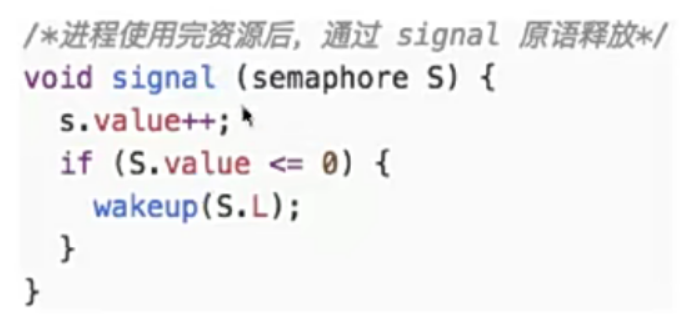 /*进程使用完资源后, 通过 signal 原语释放*/
void signal (semaphore S) {
s.value++;
if (S.value <= 0) {
wakeup(S.L);
}
}